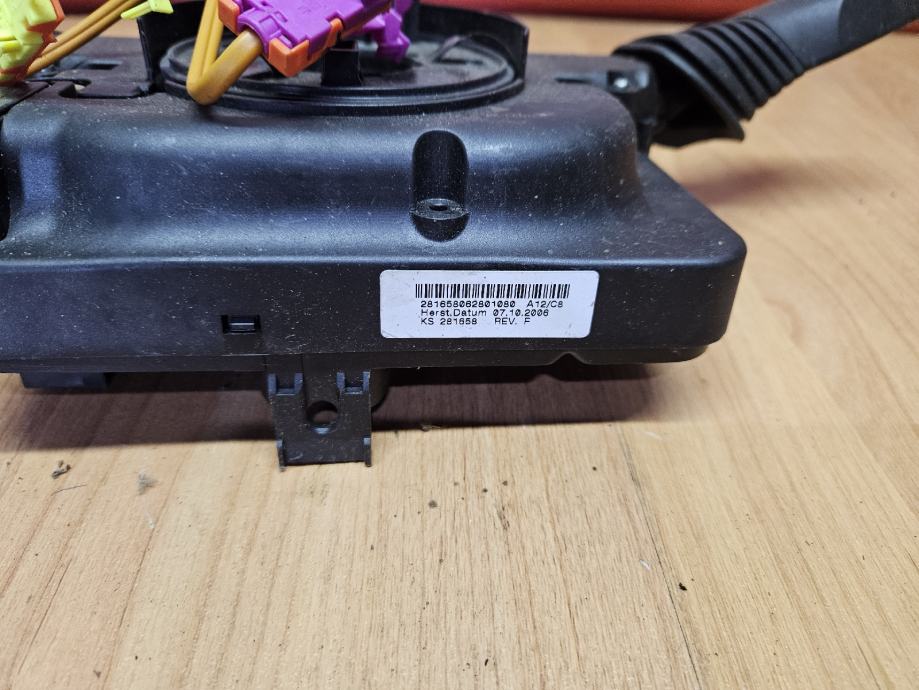 281658062801080 A12/C8
Herst.Datum 07.10.2006
KS 281658 REV. F